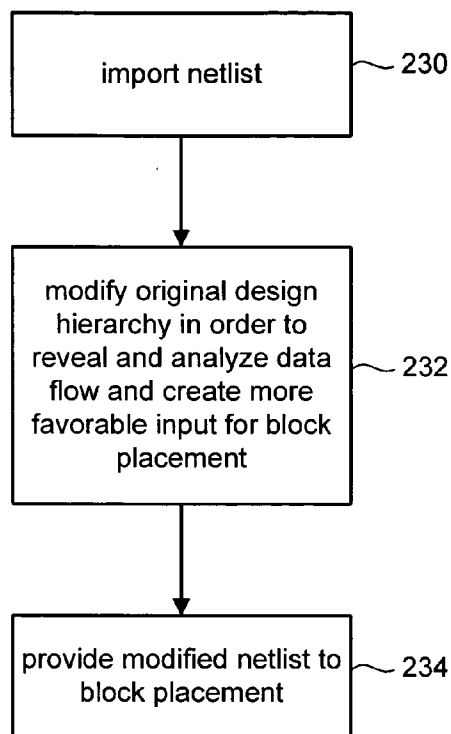 import netlist
230
modify original design
hierarchy in order to
reveal and analyze data
flow and create more
favorable input for block
placement
232
provide modified netlist to
block placement
234